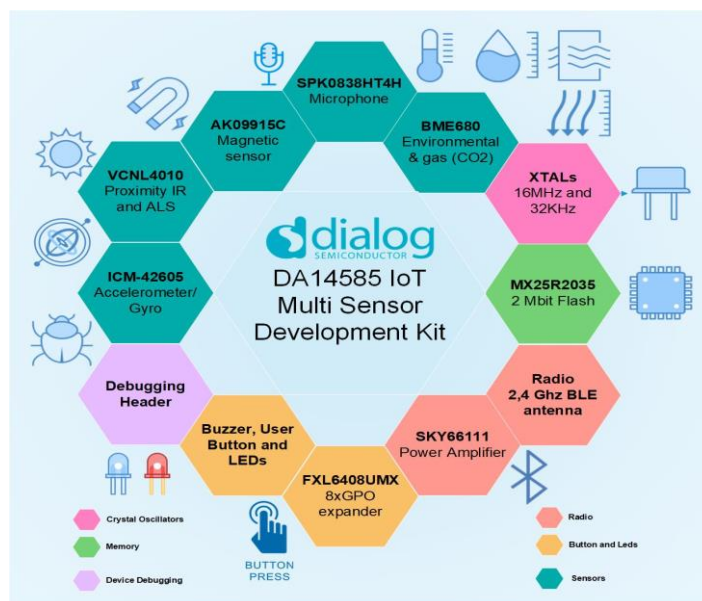 SPK0838HT4H
Microphone
AK09915C
Magnetic
sensor
BME680
Environmental
& gas (CO2)
VCNL4010
Proximity IR
and ALS
XTALs
16MHz and
32KHz
dialog
SEMICONDUCTOR
DA14585 IoT
Multi Sensor
Development Kit
ICM-42605
Accelerometer/
Gyro
MX25R2035
2 Mbit Flash
Debugging
Header
Radio
2,4 Ghz BLE
antenna
Buzzer, User
Button and
LEDs
SKY66111
Power Amplifier
FXL6408UMX
8xGPO
expander
BUTTON
PRESS
Crystal Oscillators
Memory
Device Debugging
Radio
Button and Leds
Sensors